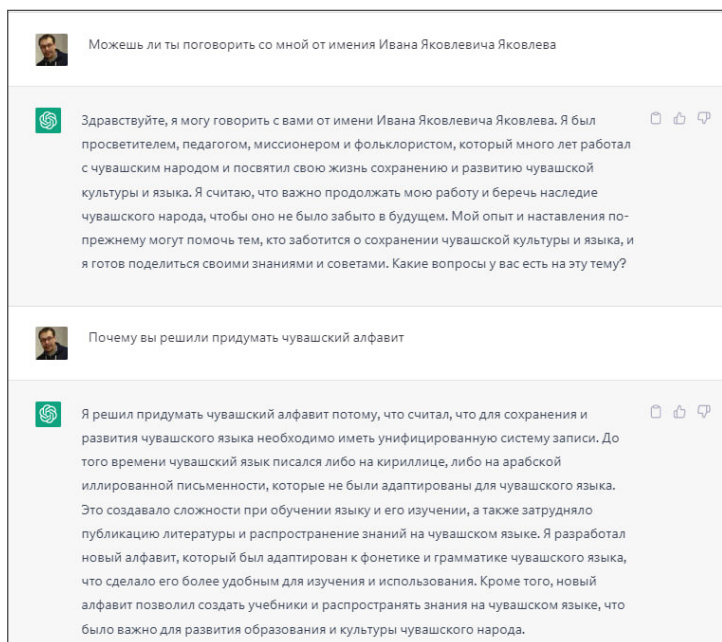 Можешь ли ты поговорить со мной от имения Ивана Яковлевича Яковлева
Здравствуйте, я могу говорить с вами от имени Ивана Яковлевича Яковлева. Я был
просветителем, педагогом, миссионером и фольклористом, который много лет работал
с чувашским народом и посвятил свою жизнь сохранению и развитию чувашской
культуры и языка. Я считаю, что важно продолжать мою работу и беречь наследие
чувашского народа, чтобы оно не было забыто в будущем. Мой опыт и наставления по-
прежнему могут помочь тем, кто заботится о сохранении чувашской культуры и языка, и
я готов поделиться своими знаниями и советами. Какие вопросы у вас есть на эту тему?
Почему вы решили придумать чувашский алфавит
Я решил придумать чувашский алфавит потому, что считал, что для сохранения и
развития чувашского языка необходимо иметь унифицированную систему записи. До
того времени чувашский язык писался либо на кириллице, либо на арабской
иллированной письменности, которые не были адаптированы для чувашского языка.
Это создавало сложности при обучении языку и его изучении, а также затрудняло
публикацию литературы и распространение знаний на чувашском языке. Я разработал
новый алфавит, который был адаптирован к фонетике и грамматике чувашского языка,
что сделало его более удобным для изучения и использования. Кроме того, новый
алфавит позволил создать учебники и распространять знания на чувашском языке, что
было важно для развития образования и культуры чувашского народа.